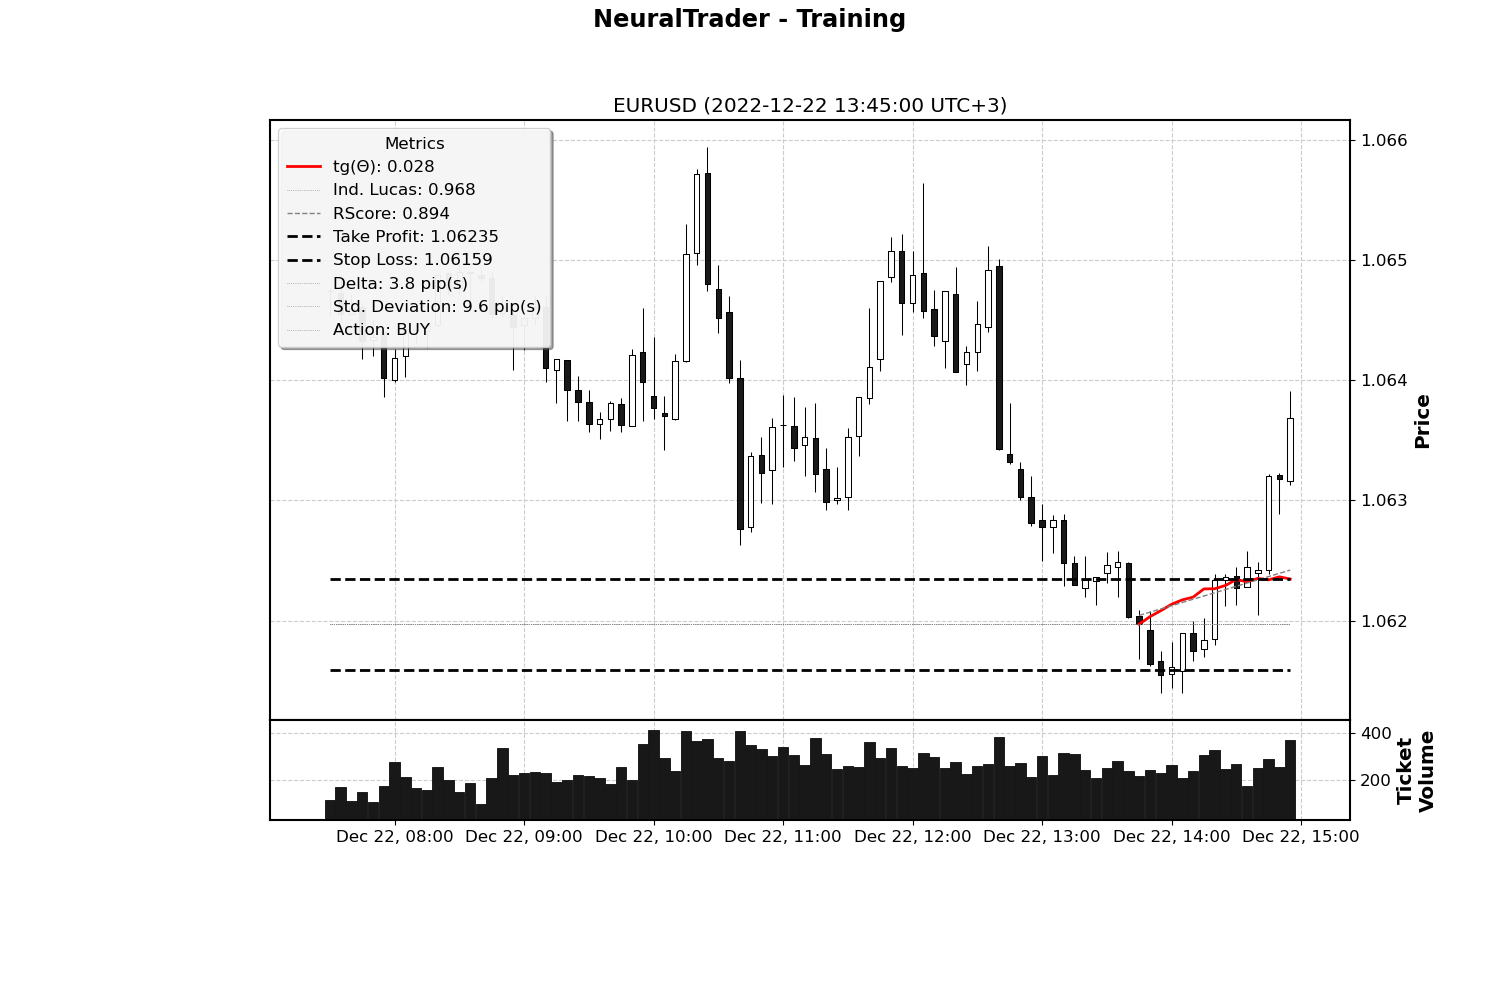 NeuralTrader - Training
EURUSD (2022-12-22 13:45:00 UTC+3)
Metrics
tg(Θ): 0.028
Ind. Lucas: 0.968
RScore: 0.894
Take Profit: 1.06235
Stop Loss: 1.06159
Delta: 3.8 pip(s)
Std. Deviation: 9.6 pip(s)
Action: BUY
1.066
1.065
1.064
1.063
1.062
Price
400
200
Ticket
Volume
Dec 22, 08:00
Dec 22, 09:00
Dec 22, 10:00
Dec 22, 11:00
Dec 22, 12:00
Dec 22, 13:00
Dec 22, 14:00
Dec 22, 15:00